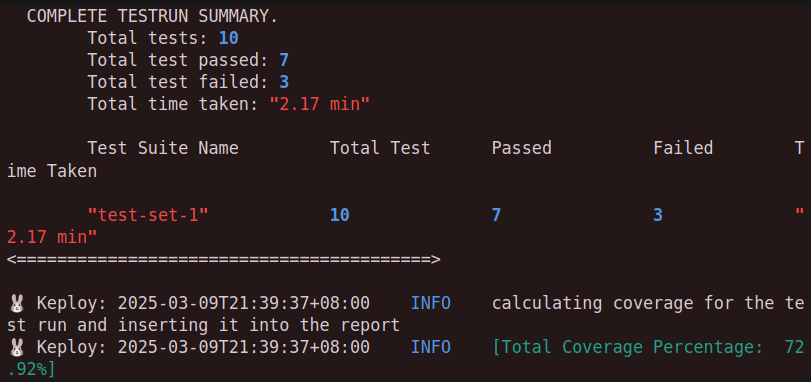 COMPLETE TESTRUN SUMMARY.
Total tests: 10
Total test passed: 7
Total test failed: 3
Total time taken: "2.17 min"
Test Suite Name Total Test Passed Failed T
ime Taken
"test-set-1" 10 7 3 "
2.17 min"
<=========================================>
🐰 Keploy: 2025-03-09T21:39:37+08:00 INFO calculating coverage for the te
st run and inserting it into the report
🐰 Keploy: 2025-03-09T21:39:37+08:00 INFO [Total Coverage Percentage: 72
.92%]